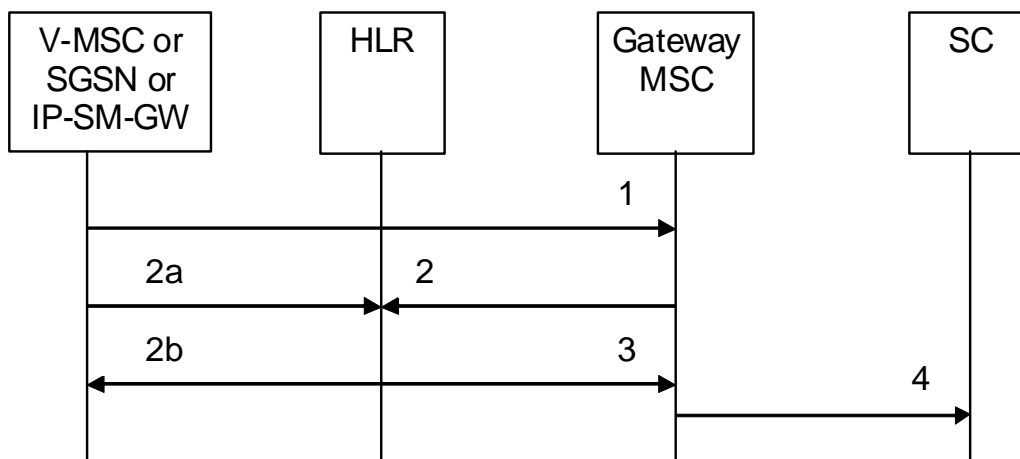 V-MSC or
SGSN or
IP-SM-GW
HLR
Gateway
MSC
SC
1
2a
2
2b
3
4